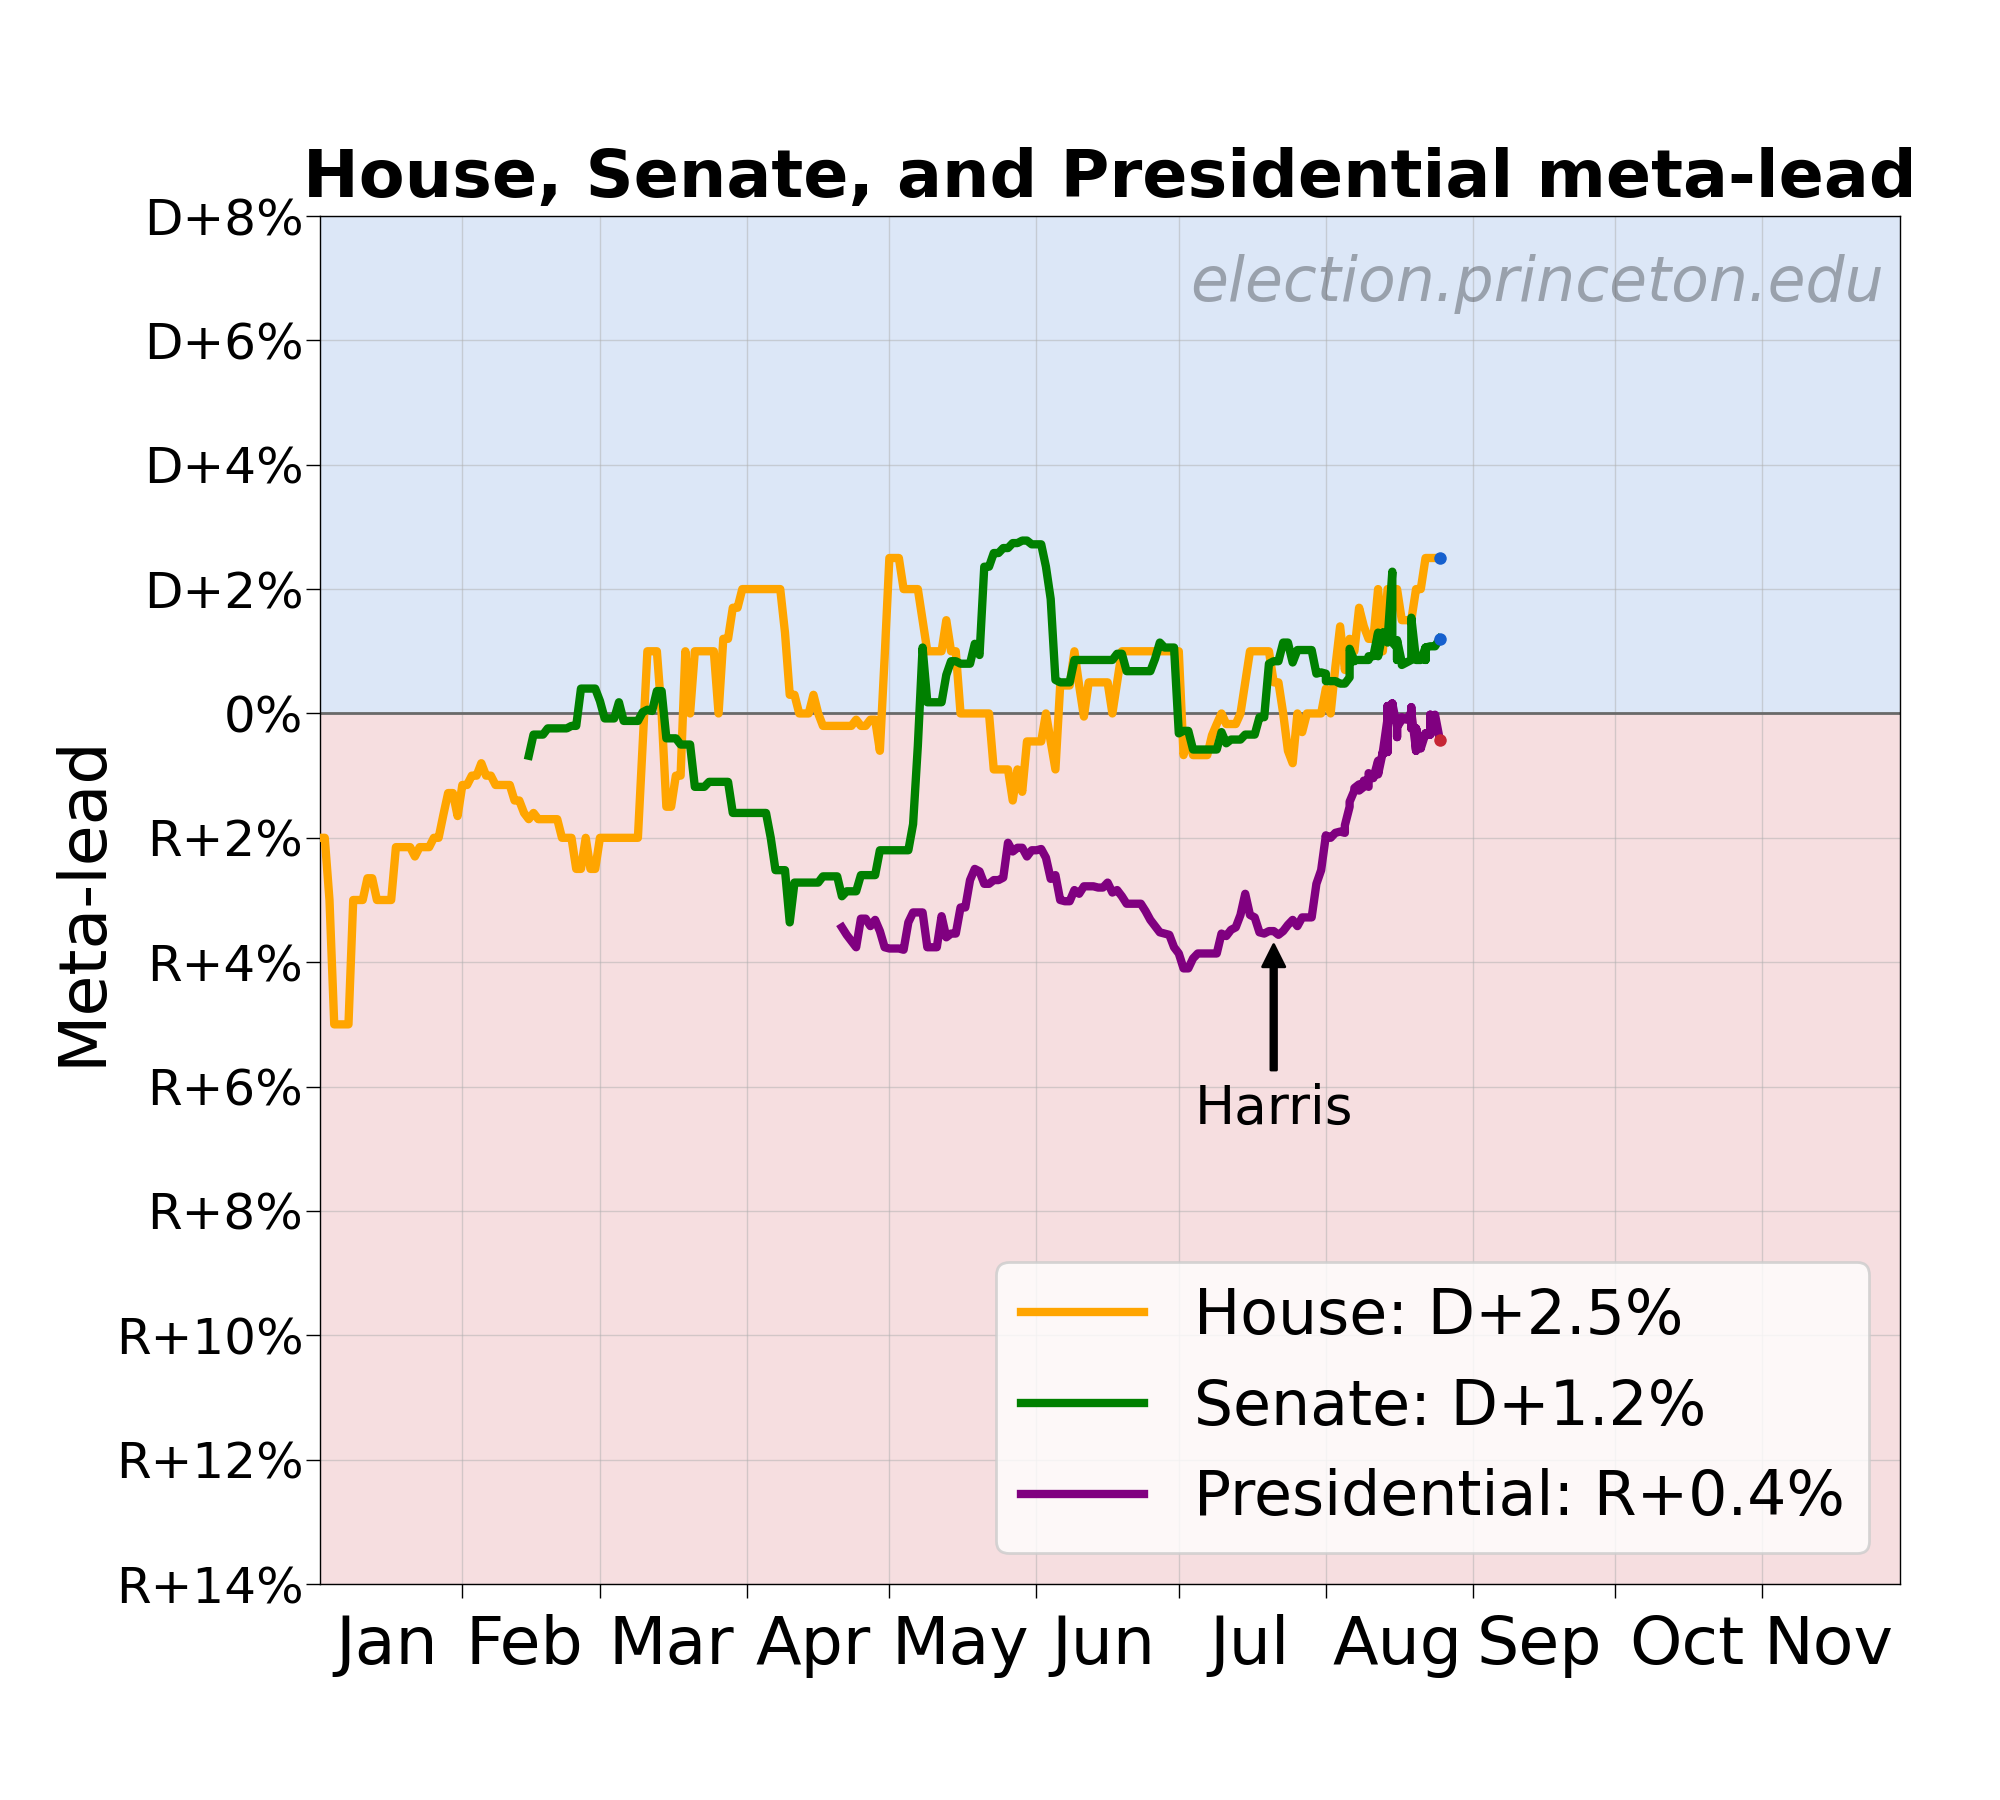 House, Senate, and Presidential meta-lead
election.princeton.edu
D+8%
D+6%
D+4%
D+2%
0%
R+2%
R+4%
R+6%
R+8%
R+10%
R+12%
R+14%
Meta-lead
Harris
House: D+2.5%
Senate: D+1.2%
Presidential: R+0.4%
Jan Feb Mar Apr May Jun Jul Aug Sep Oct Nov